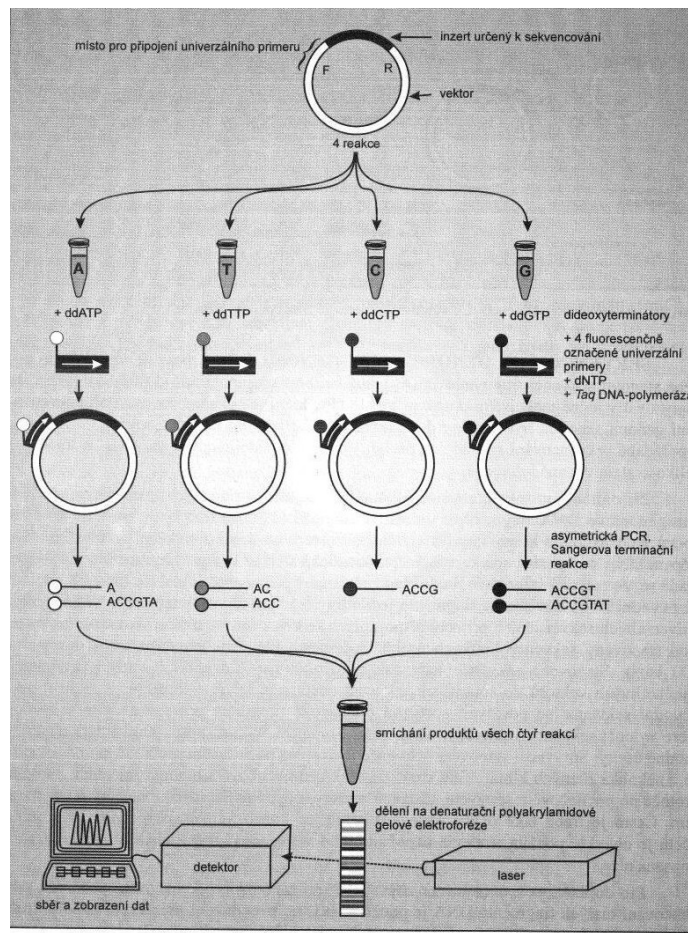 místo pro připojení univerzálního primeru
inzert určený k sekvencování
F
R
vektor
4 reakce
A
T
C
G
+ ddATP
+ ddTTP
+ ddCTP
+ ddGTP
dideoxyterminátory
+ 4 fluorescenčně
označené univerzální
primery
+ dNTP
+ Taq DNA-polymeráza
asymetrická PCR,
Sangerova terminační
reakce
A
ACCGTA
AC
ACC
ACCG
ACCGT
ACCGTAT
smíchání produktů všech čtyř reakcí
dělení na denaturační polyakrylamidové
gelové elektroforéze
detektor
laser
sběr a zobrazení dat